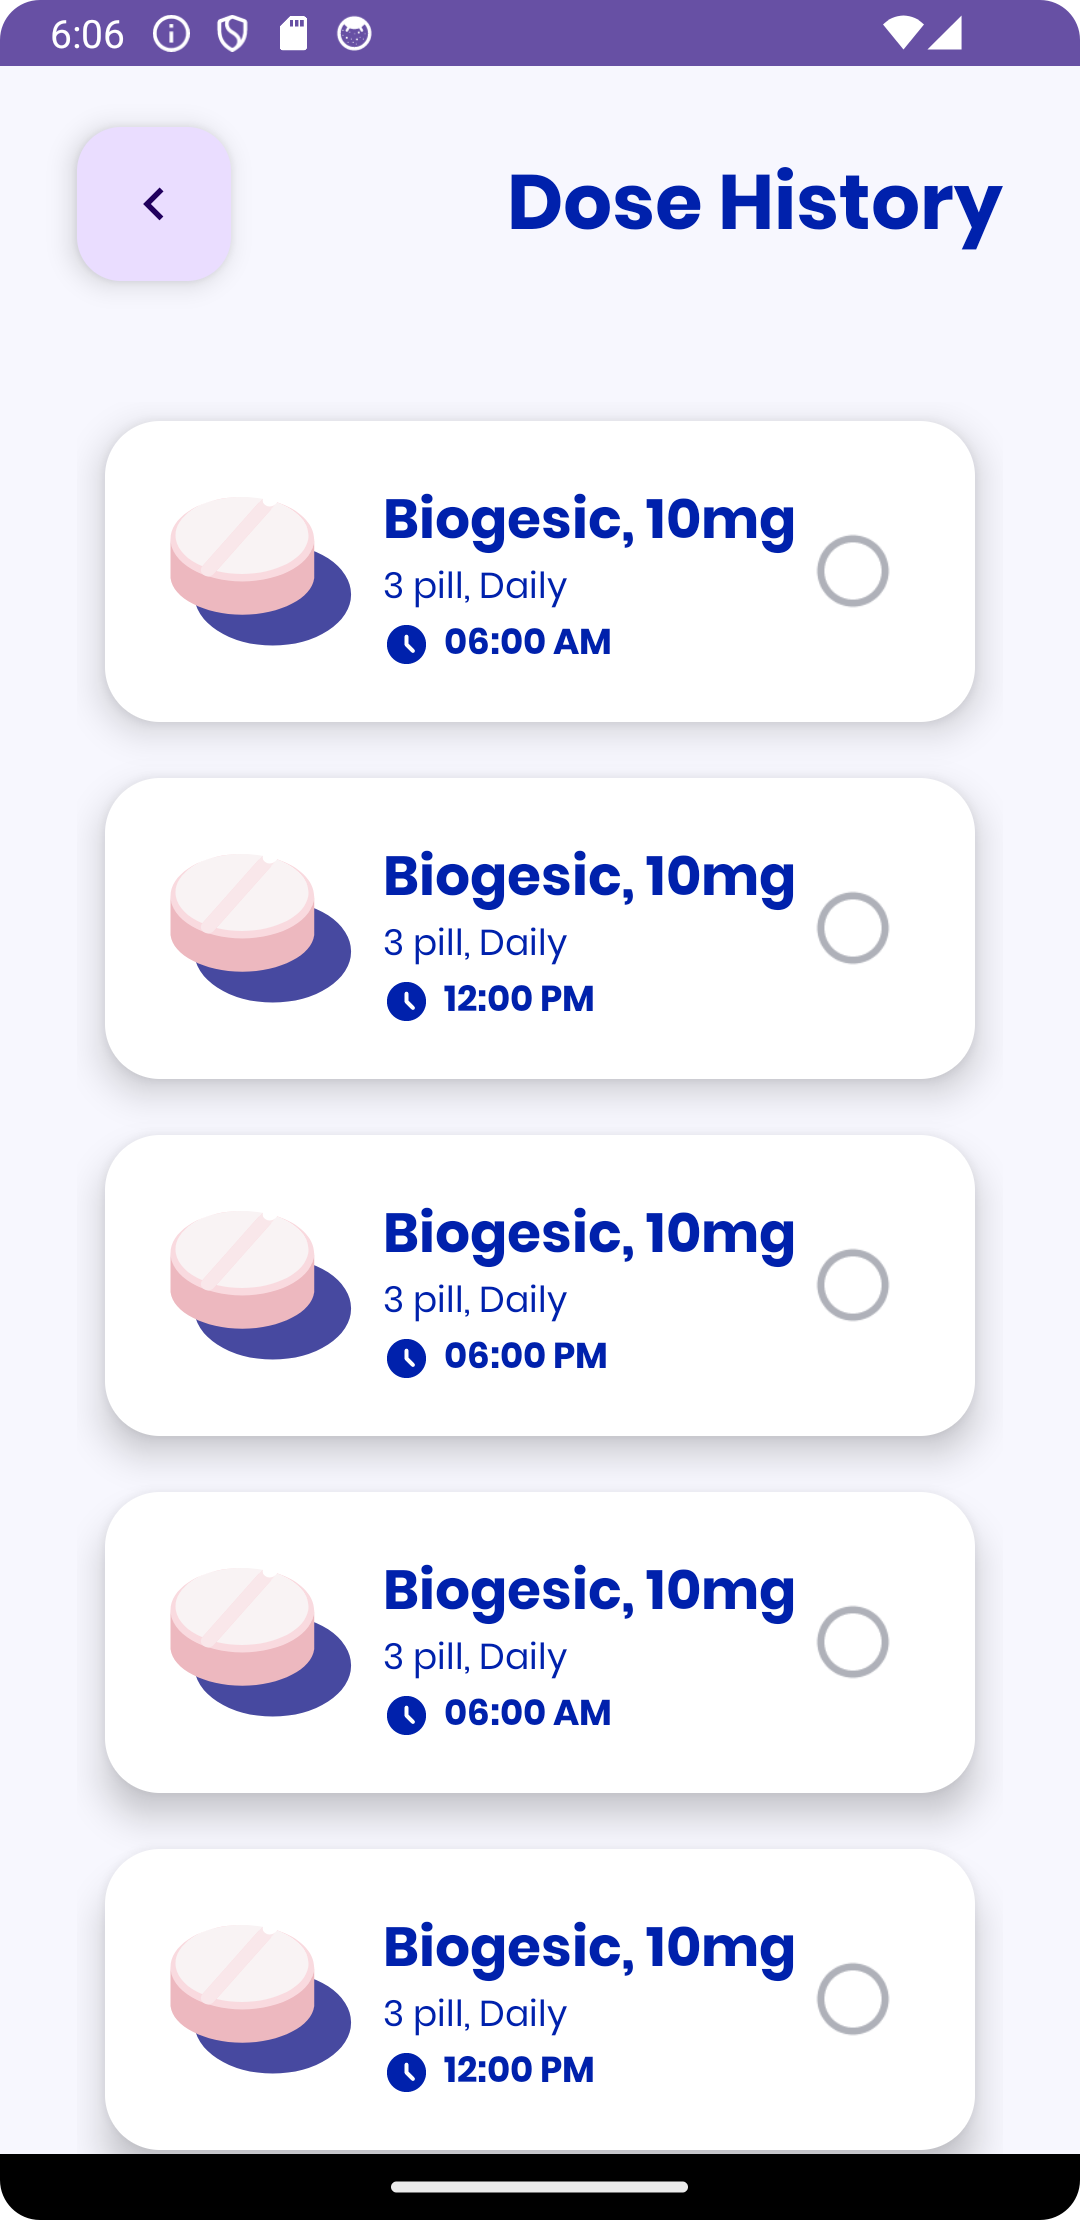 6:06
Dose History
Biogesic, 10mg
3 pill, Daily
06:00 AM
Biogesic, 10mg
3 pill, Daily
12:00 PM
Biogesic, 10mg
3 pill, Daily
06:00 PM
Biogesic, 10mg
3 pill, Daily
06:00 AM
Biogesic, 10mg
3 pill, Daily
12:00 PM